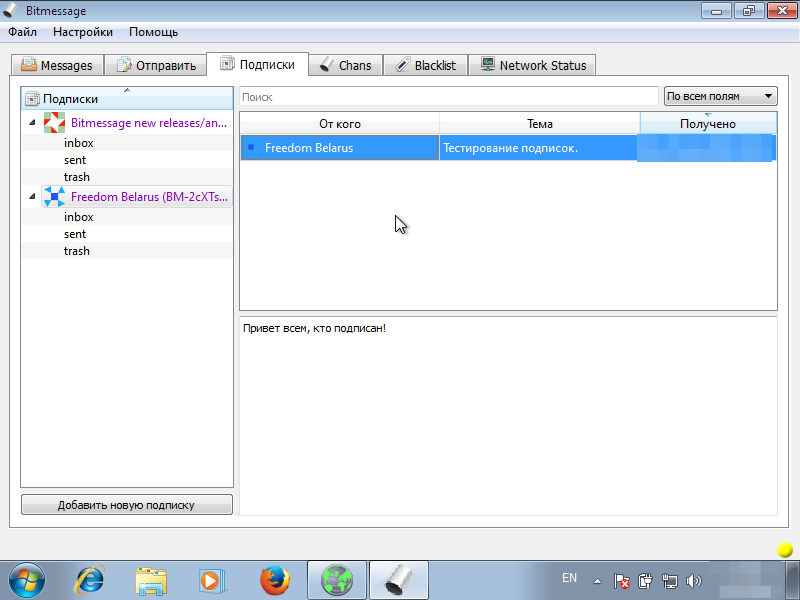 Bitmessage
Файл Настройки Помощь
Messages Отправить Подписки Chans Blacklist Network Status
Подписки
Bitmessage new releases/an...
inbox
sent
trash
Freedom Belarus (BM-2cXTs...
inbox
sent
trash
Добавить новую подписку
Поиск По всем полям
От кого Тема Получено
Freedom Belarus Тестирование подписок.
Привет всем, кто подписан!
EN